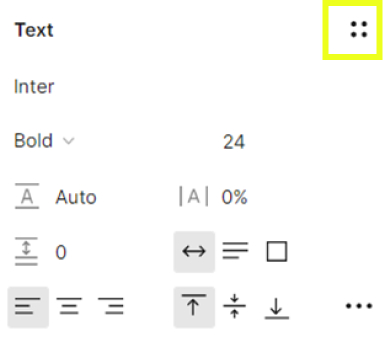 Text
Inter
Bold 24
A Auto |A| 0%
0